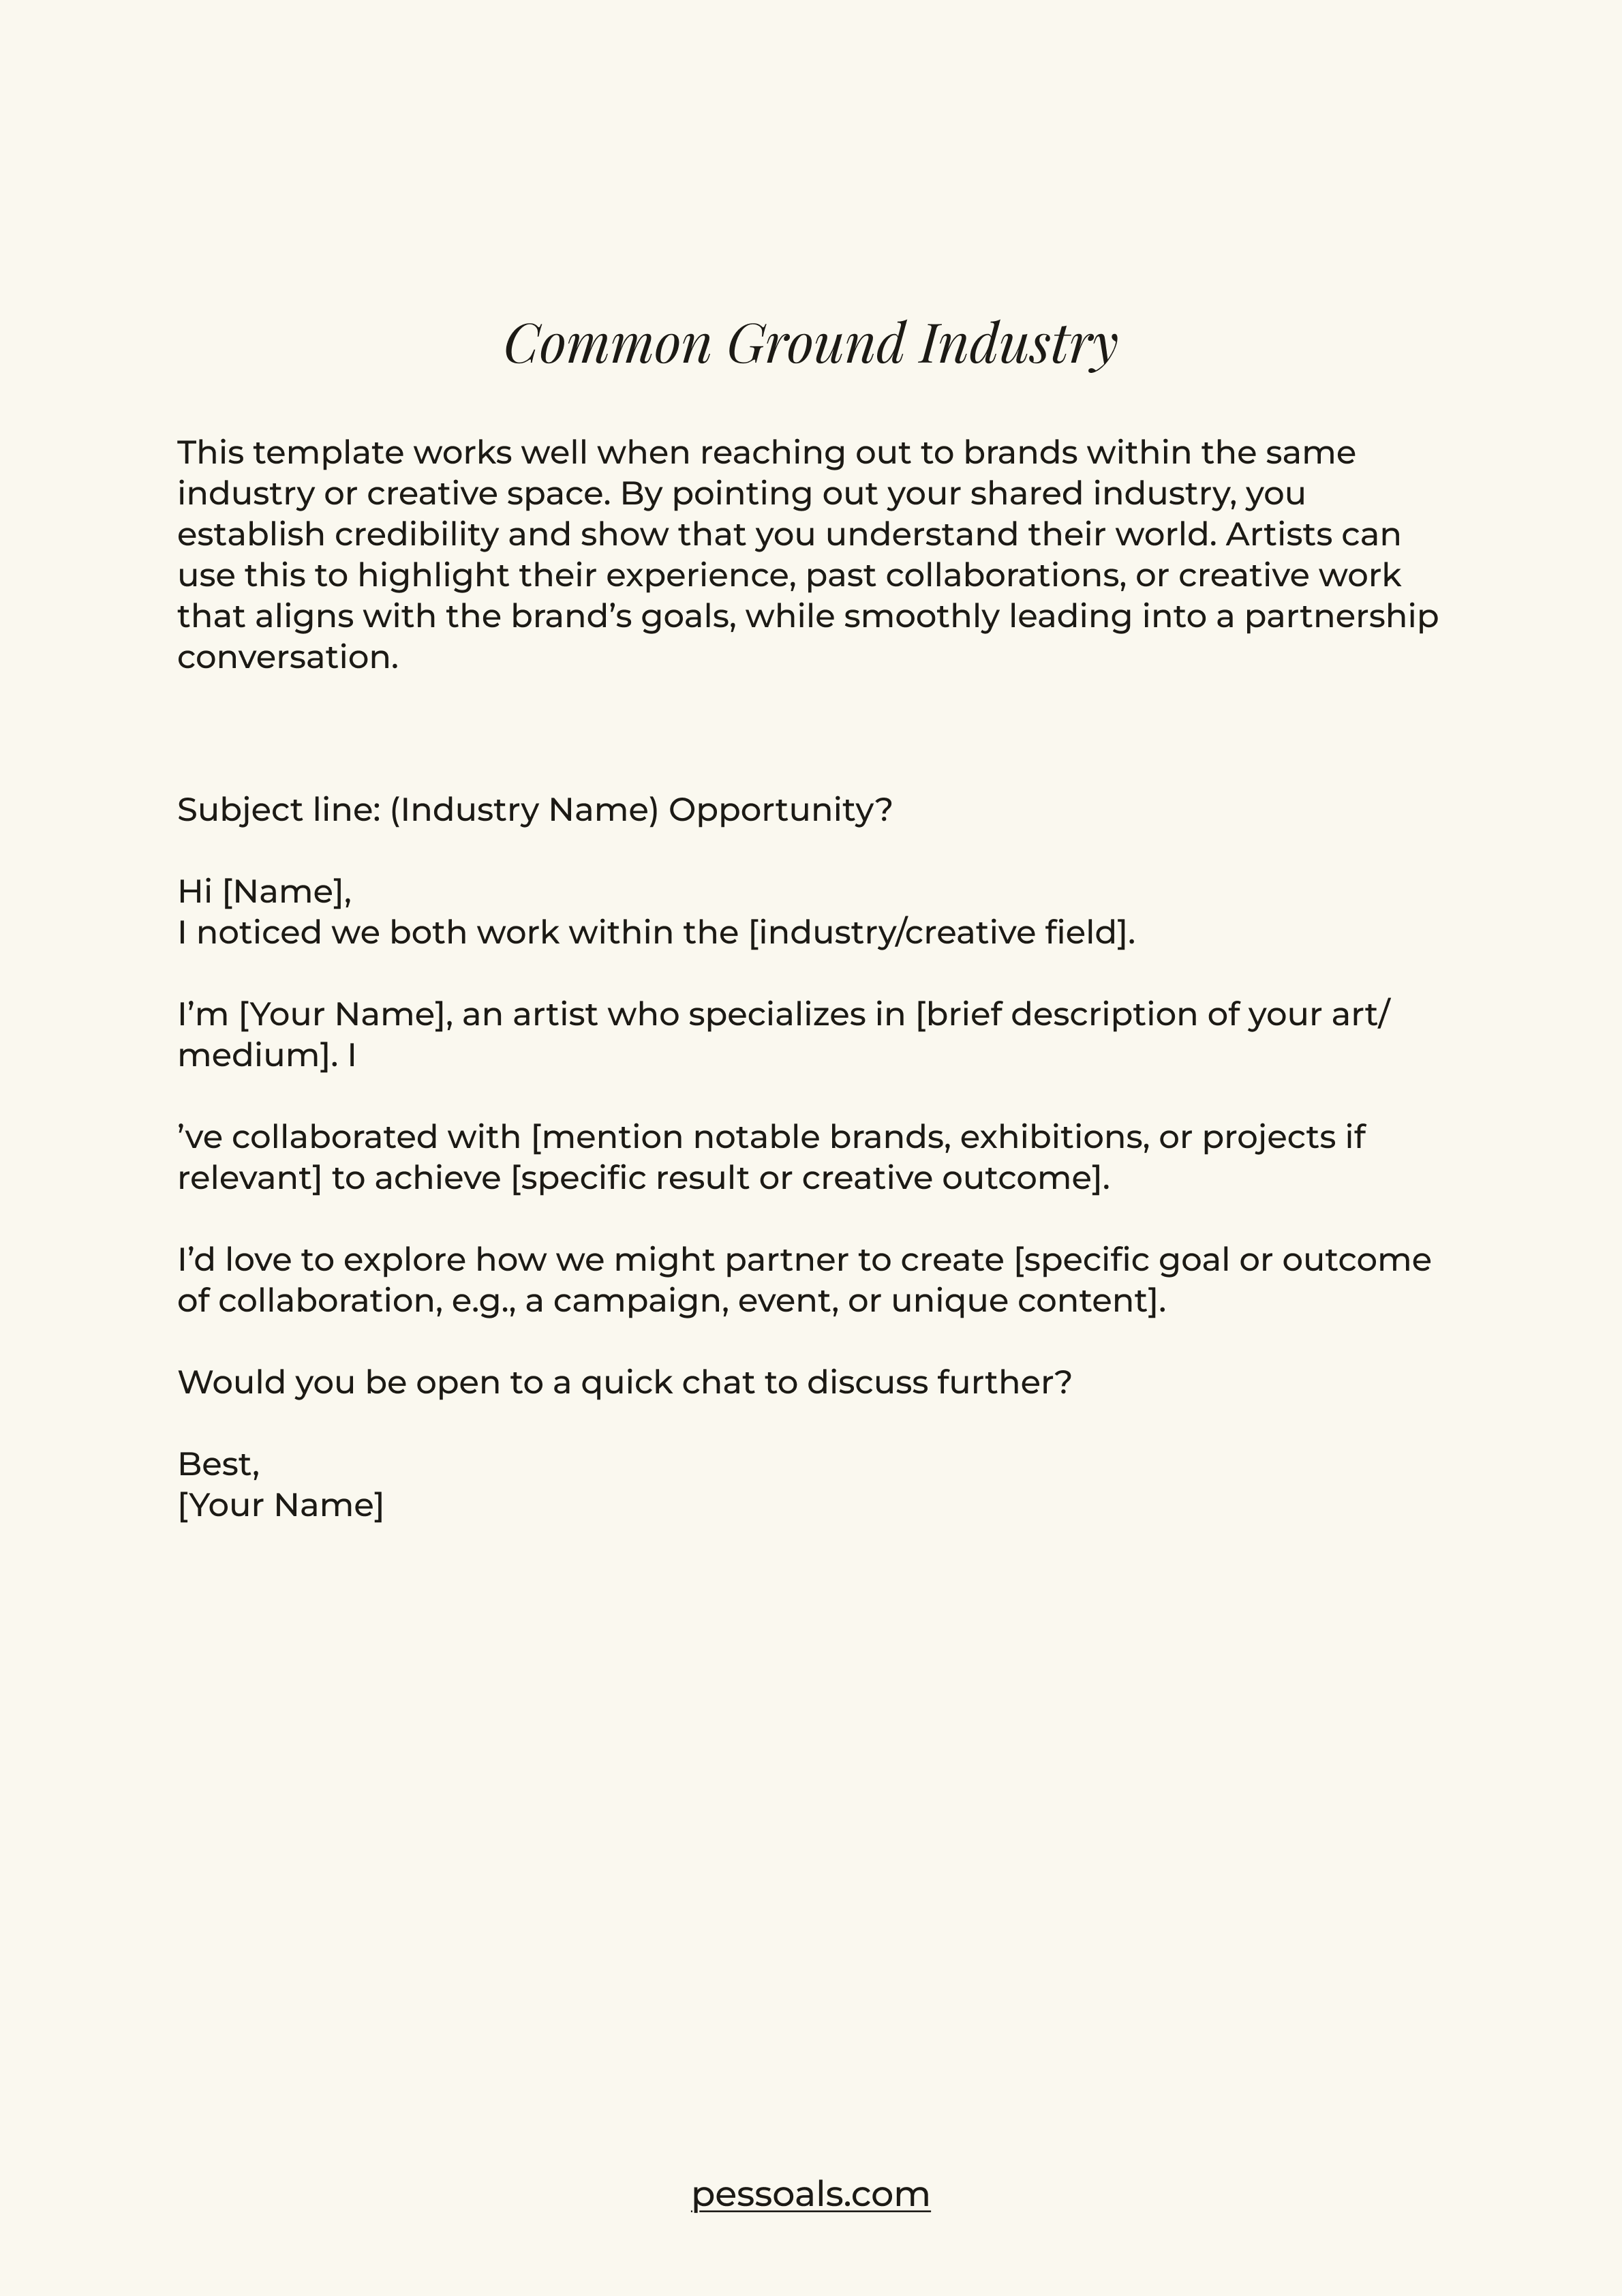 Common Ground Industry
This template works well when reaching out to brands within the same
industry or creative space. By pointing out your shared industry, you
establish credibility and show that you understand their world. Artists can
use this to highlight their experience, past collaborations, or creative work
that aligns with the brand’s goals, while smoothly leading into a partnership
conversation.
Subject line: (Industry Name) Opportunity?
Hi [Name],
I noticed we both work within the [industry/creative field].
I’m [Your Name], an artist who specializes in [brief description of your art/
medium]. I
’ve collaborated with [mention notable brands, exhibitions, or projects if
relevant] to achieve [specific result or creative outcome].
I’d love to explore how we might partner to create [specific goal or outcome
of collaboration, e.g., a campaign, event, or unique content].
Would you be open to a quick chat to discuss further?
Best,
[Your Name]
pessoals.com